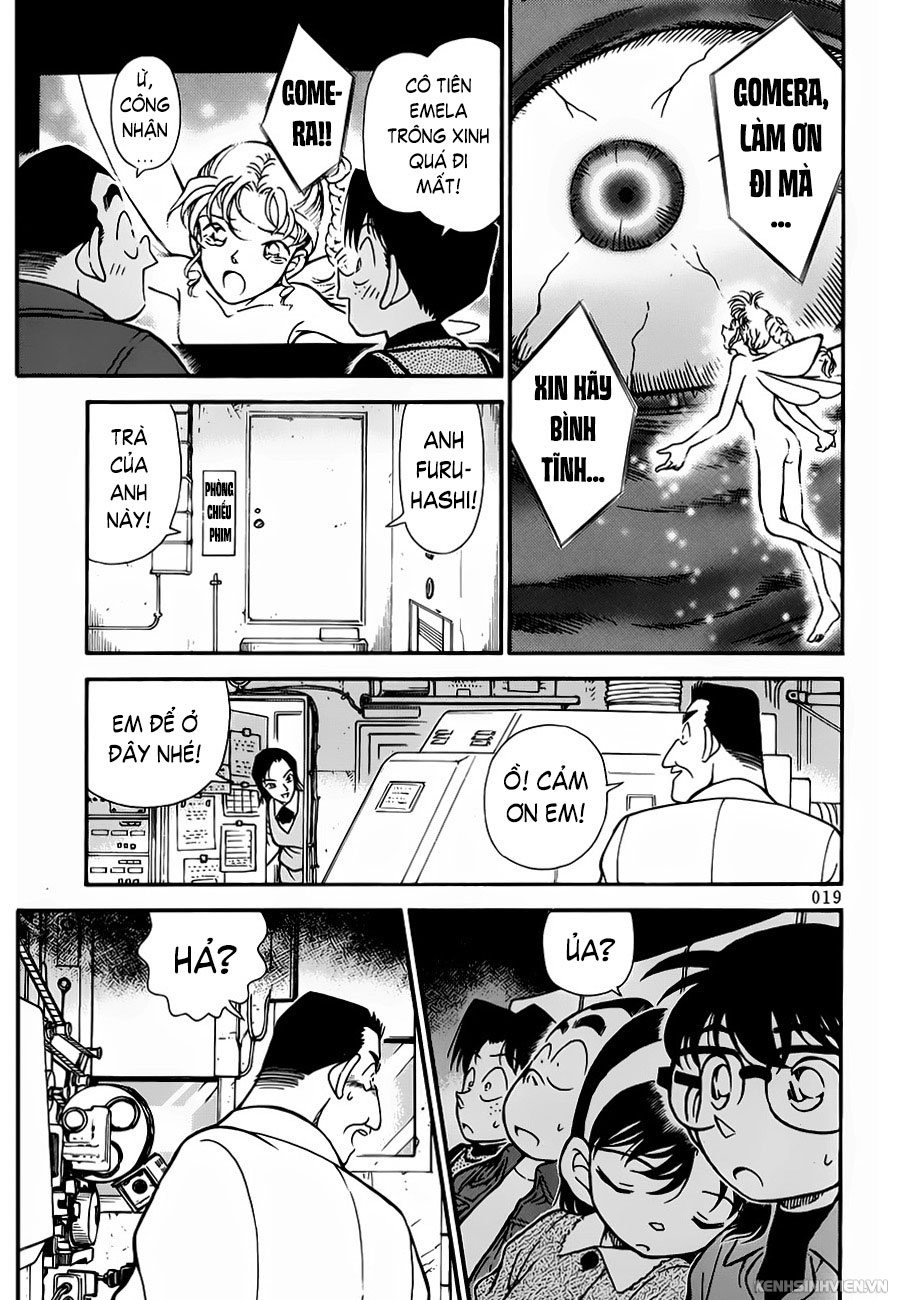 Ừ,
CÔNG
NHẬN
...
GOME-
RA!!
CÔ TIÊN
EMELA
TRÔNG XINH
QUÁ ĐI
MẤT!
GOMERA,
LÀM ƠN
ĐI MÀ
...
XIN HÃY
BÌNH
TĨNH...
TRÀ
CỦA
ANH
NÀY!
PHÒNG
CHIẾU
PHIM
ANH
FURU-
HASHI!
EM ĐỂ Ở
ĐÂY NHÉ!
Ồ! CẢM
ƠN EM!
019
HẢ?
ỦA?
KENHSINHVIEN.VN